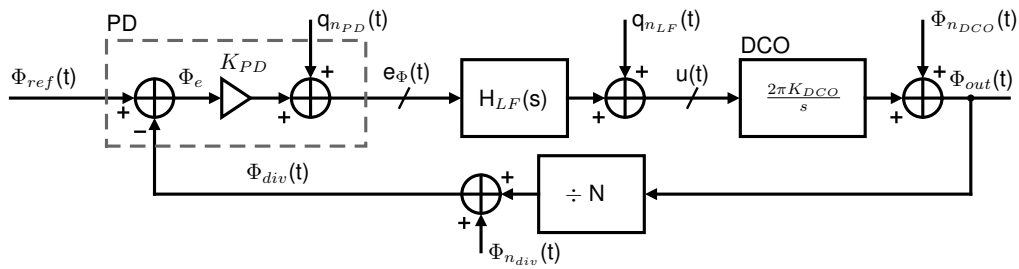 PD
q_{n_{PD}}(t)
q_{n_{LF}}(t)
Φ_{n_{DCO}}(t)
K_{PD}
DCO
Φ_{ref}(t)
Φ_e
e_Φ(t)
u(t)
Φ_{out}(t)
+
+
+
+
H_{LF}(s)
\frac{2πK_{DCO}}{s}
+
+
+
−
Φ_{div}(t)
+
÷ N
+
Φ_{n_{div}}(t)